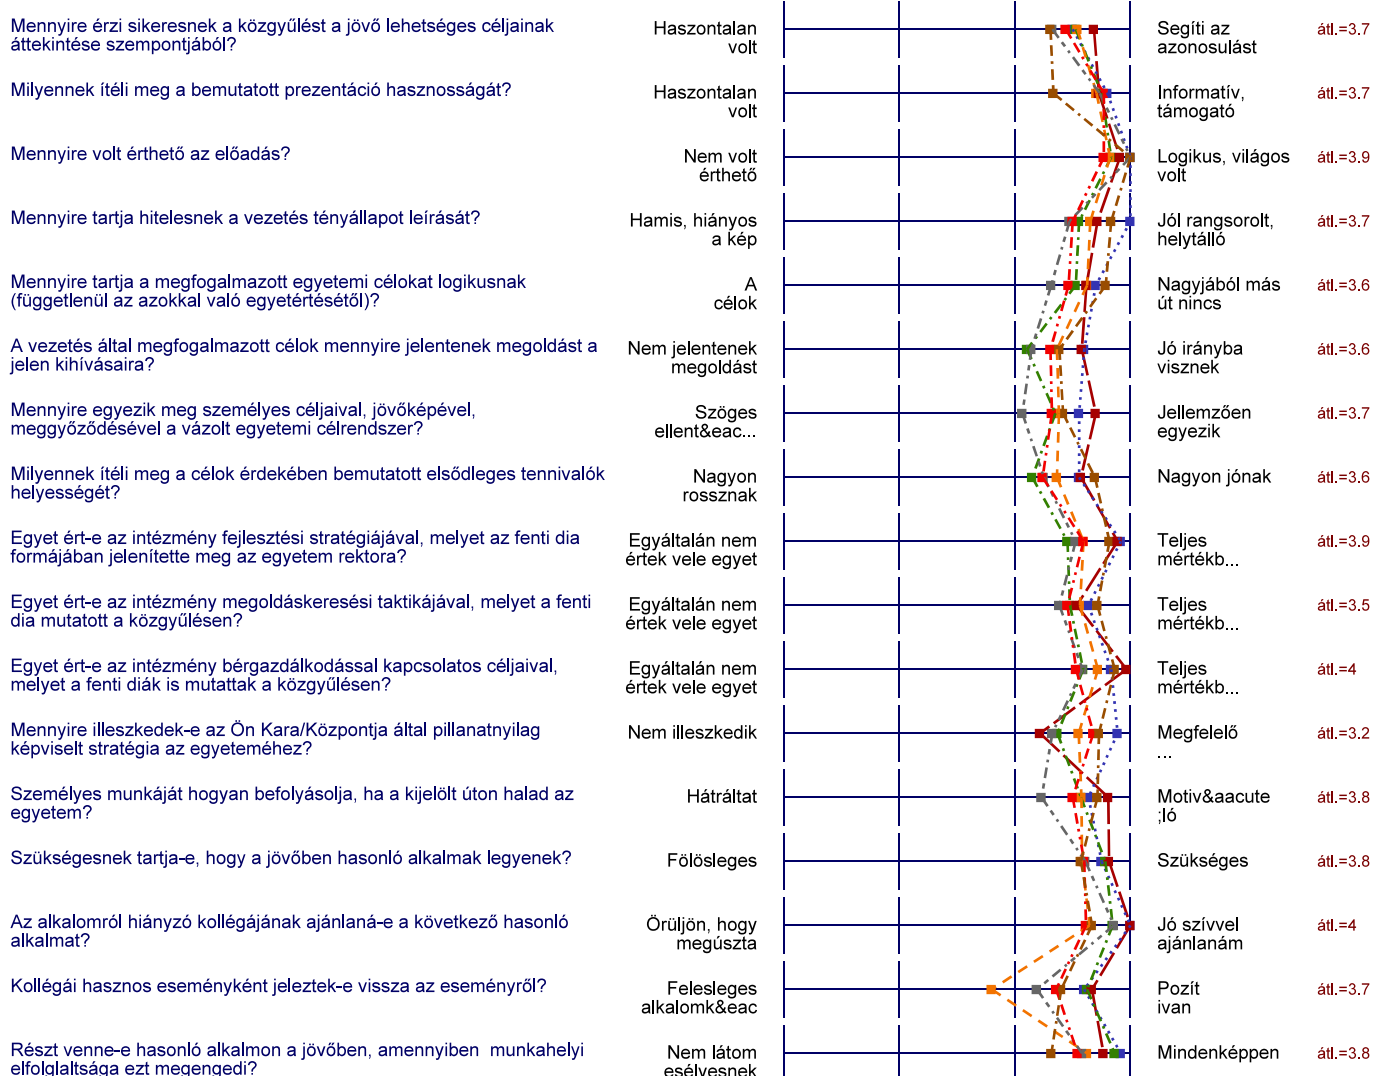 Mennyire érzi sikeresnek a közgyűlést a jövő lehetséges céljainak
áttekintése szempontjából?
Haszontalan
volt
Segíti az
azonosulást
átl.=3.7
Milyennek ítéli meg a bemutatott prezentáció hasznosságát?
Haszontalan
volt
Informatív,
támogató
átl.=3.7
Mennyire volt érthető az előadás?
Nem volt
érthető
Logikus, világos
volt
átl.=3.9
Mennyire tartja hitelesnek a vezetés tényállapot leírását?
Hamis, hiányos
a kép
Jól rangsorolt,
helytálló
átl.=3.7
Mennyire tartja a megfogalmazott egyetemi célokat logikusnak
(függetlenül az azokkal való egyetértésétől)?
A
célok
Nagyjából más
út nincs
átl.=3.6
A vezetés által megfogalmazott célok mennyire jelentenek megoldást a
jelen kihívásaira?
Nem jelentenek
megoldást
Jó irányba
visznek
átl.=3.6
Mennyire egyezik meg személyes céljaival, jövőképével,
meggyőződésével a vázolt egyetemi célrendszer?
Szöges
ellent&eac...
Jellemzően
egyezik
átl.=3.7
Milyennek ítéli meg a célok érdekében bemutatott elsődleges tennivalók
helyességét?
Nagyon
rossznak
Nagyon jónak
átl.=3.6
Egyet ért-e az intézmény fejlesztési stratégiájával, melyet az fenti dia
formájában jelenítette meg az egyetem rektora?
Egyáltalán nem
értek vele egyet
Teljes
mértékb...
átl.=3.9
Egyet ért-e az intézmény megoldáskeresési taktikájával, melyet a fenti
dia mutatott a közgyűlésen?
Egyáltalán nem
értek vele egyet
Teljes
mértékb...
átl.=3.5
Egyet ért-e az intézmény bérgazdálkodással kapcsolatos céljaival,
melyet a fenti diák is mutattak a közgyűlésen?
Egyáltalán nem
értek vele egyet
Teljes
mértékb...
átl.=4
Mennyire illeszkedek-e az Ön Kara/Központja által pillanatnyilag
képviselt stratégia az egyeteméhez?
Nem illeszkedik
Megfelelő
...
átl.=3.2
Személyes munkáját hogyan befolyásolja, ha a kijelölt úton halad az
egyetem?
Hátráltat
Motiv&aacute
;ló
átl.=3.8
Szükségesnek tartja-e, hogy a jövőben hasonló alkalmak legyenek?
Fölösleges
Szükséges
átl.=3.8
Az alkalomról hiányzó kollégájának ajánlaná-e a következő hasonló
alkalmat?
Örüljön, hogy
megúszta
Jó szívvel
ajánlanám
átl.=4
Kollégái hasznos eseményként jeleztek-e vissza az eseményről?
Felesleges
alkalomk&eac
Pozít
ivan
átl.=3.7
Részt venne-e hasonló alkalmon a jövőben, amennyiben  munkahelyi
elfoglaltsága ezt megengedi?
Nem látom
esélyesnek
Mindenképpen
átl.=3.8